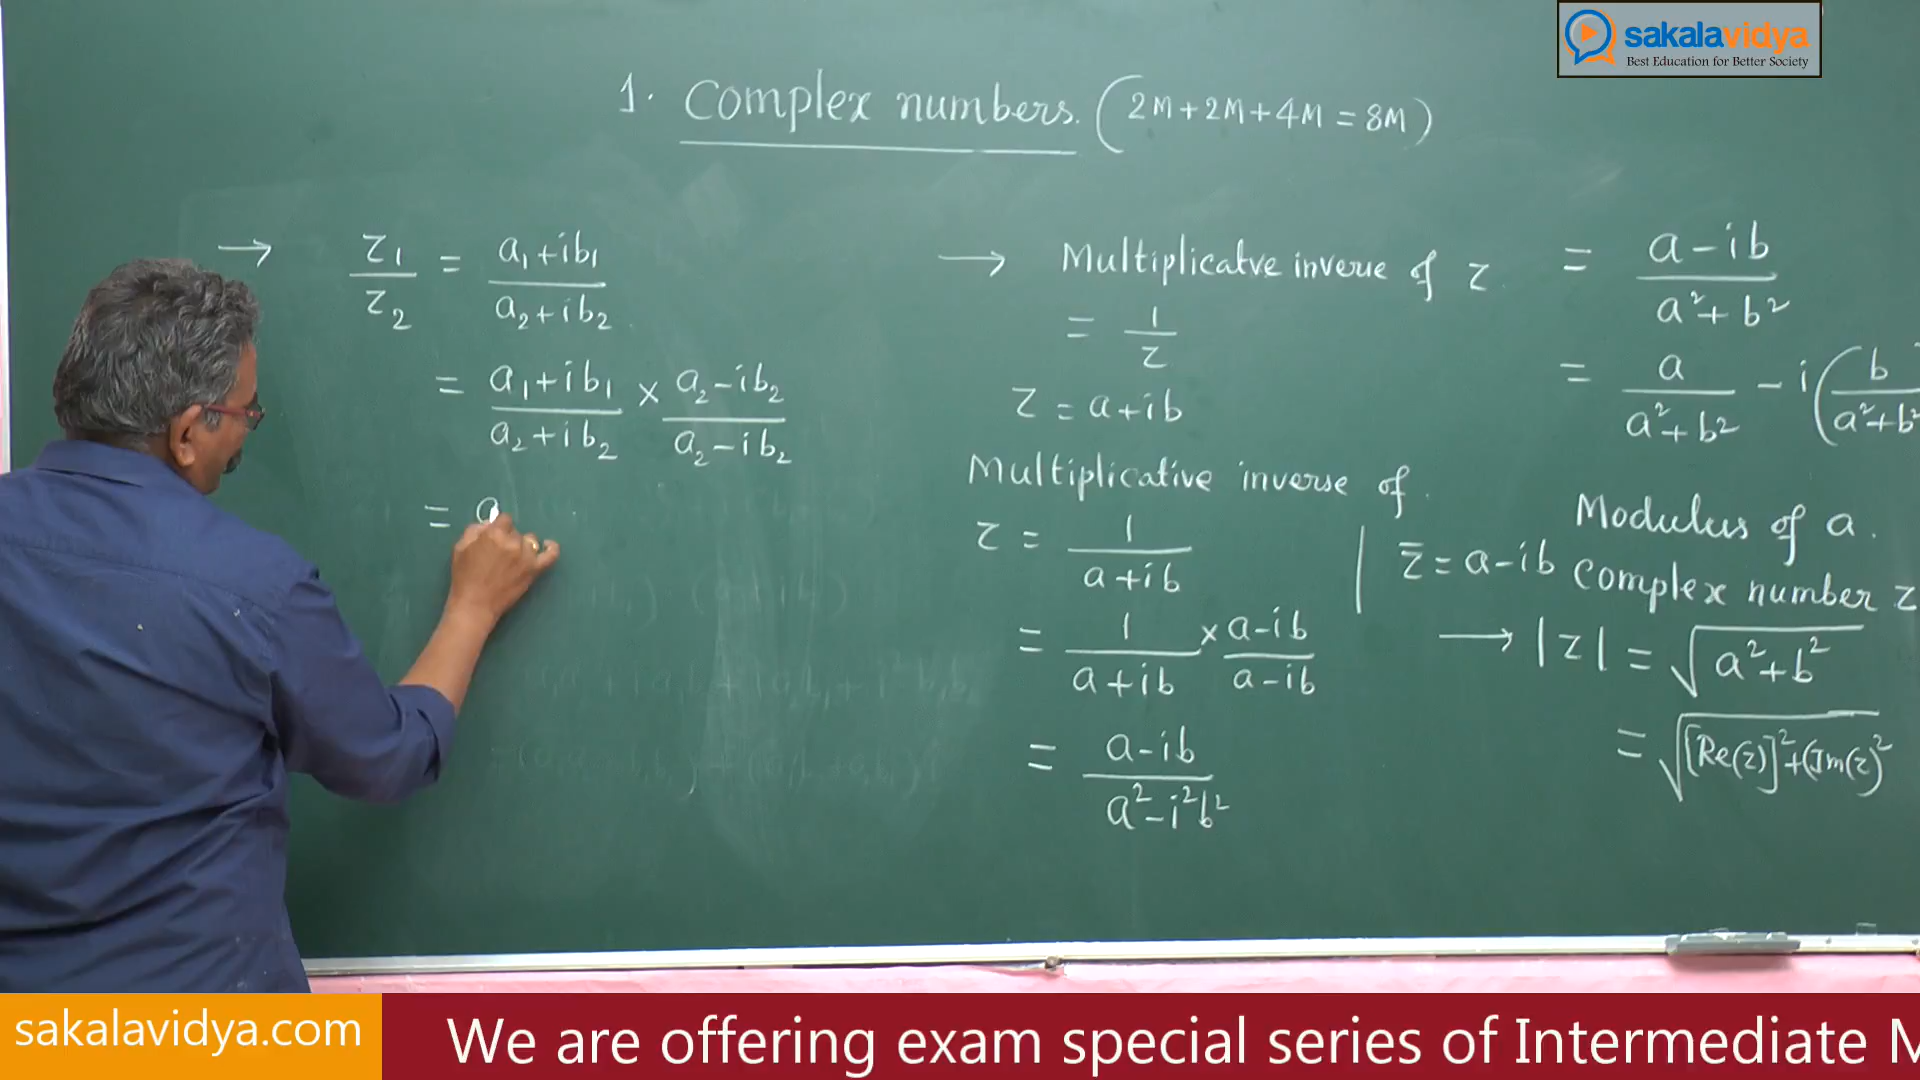 sakalavidya
Best Education for Better Society
1. Complex numbers. (2M+2M+4M = 8M)
→ z₁/z₂ = (a₁+ib₁)/(a₂+ib₂)
= (a₁+ib₁)/(a₂+ib₂) × (a₂-ib₂)/(a₂-ib₂)
= a
→ Multiplicatve inverse of z.
= 1/z
z = a+ib
Multiplicative inverse of
z = 1/(a+ib) | z̄ = a-ib
= 1/(a+ib) × (a-ib)/(a-ib)
= (a-ib)/(a²-i²b²)
= (a-ib)/(a²+b²)
= a/(a²+b²) - i(b/(a²+b²
Modulus of a.
complex number z
→ |z| = √(a²+b²)
= √([Re(z)]²+(Im(z)²
sakalavidya.com
We are offering exam special series of Intermediate M